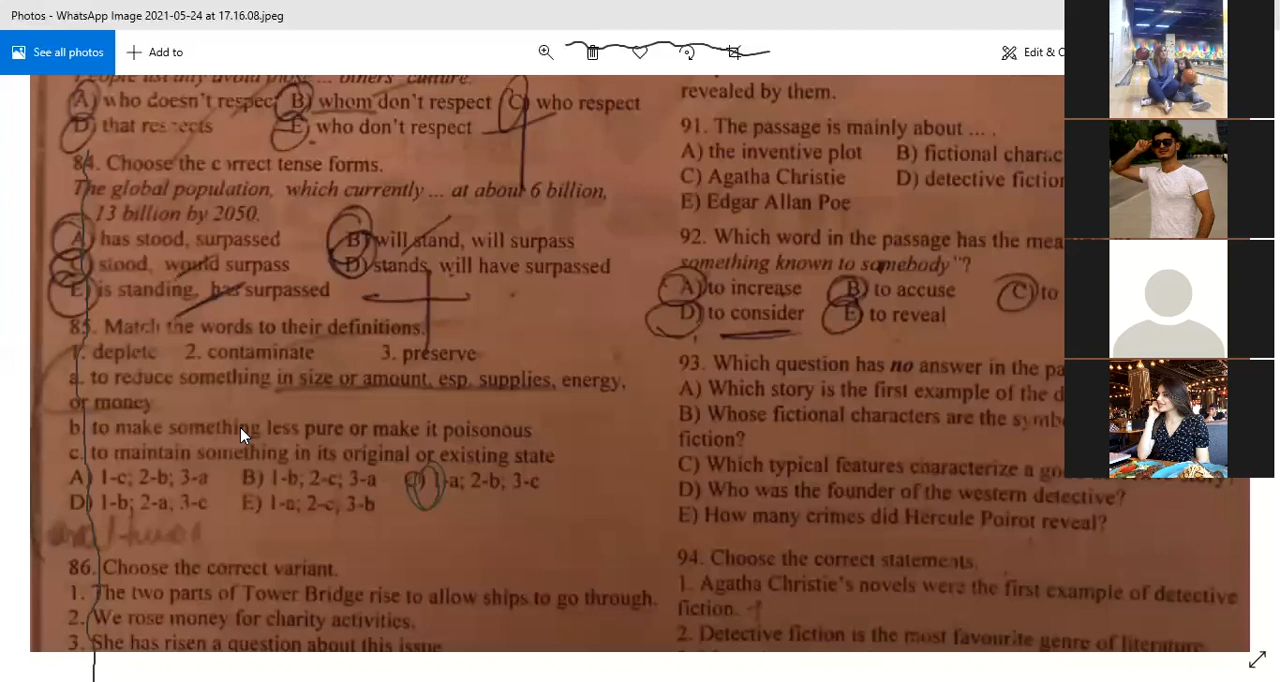 Photos - WhatsApp Image 2021-05-24 at 17.16.08.jpeg
See all photos
Add to
Edit & C
others' culture.
A) who doesn't respec B) whom don't respect C) who respect
D) that respects E) who don't respect
84. Choose the correct tense forms.
The global population, which currently ... at about 6 billion,
13 billion by 2050.
A) has stood, surpassed B) will stand, will surpass
C) stood, would surpass D) stands, will have surpassed
E) is standing, has surpassed
85. Match the words to their definitions.
1. deplete 2. contaminate 3. preserve
a. to reduce something in size or amount, esp. supplies, energy,
or money
b. to make something less pure or make it poisonous
c. to maintain something in its original or existing state
A) 1-c; 2-b; 3-a B) 1-b; 2-c; 3-a C) 1-a; 2-b; 3-c
D) 1-b; 2-a; 3-c E) 1-a; 2-c; 3-b
86. Choose the correct variant.
1. The two parts of Tower Bridge rise to allow ships to go through.
2. We rose money for charity activities.
3. She has risen a question about this issue
revealed by them.
91. The passage is mainly about ... .
A) the inventive plot B) fictional charac
C) Agatha Christie D) detective fiction
E) Edgar Allan Poe
92. Which word in the passage has the mea
something known to somebody"?
A) to increase B) to accuse C) to
D) to consider E) to reveal
93. Which question has no answer in the pa
A) Which story is the first example of the d
B) Whose fictional characters are the symb
fiction?
C) Which typical features characterize a go
D) Who was the founder of the western detective?
E) How many crimes did Hercule Poirot reveal?
94. Choose the correct statements.
1. Agatha Christie's novels were the first example of detective
fiction.
2. Detective fiction is the most favourite genre of literature